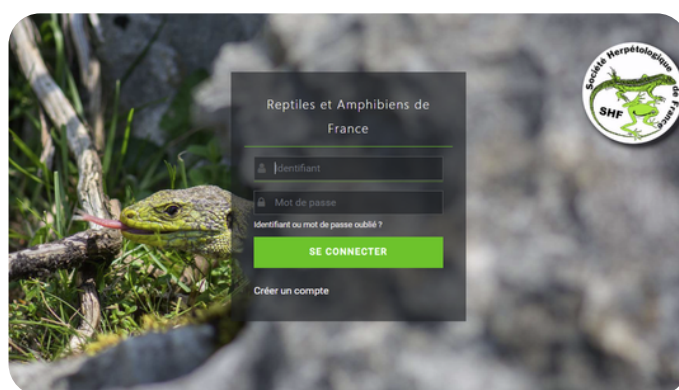 Société Herpétologique de France
SHF
Reptiles et Amphibiens de
France
Identifiant
Mot de passe
Identifiant ou mot de passe oublié ?
SE CONNECTER
Créer un compte